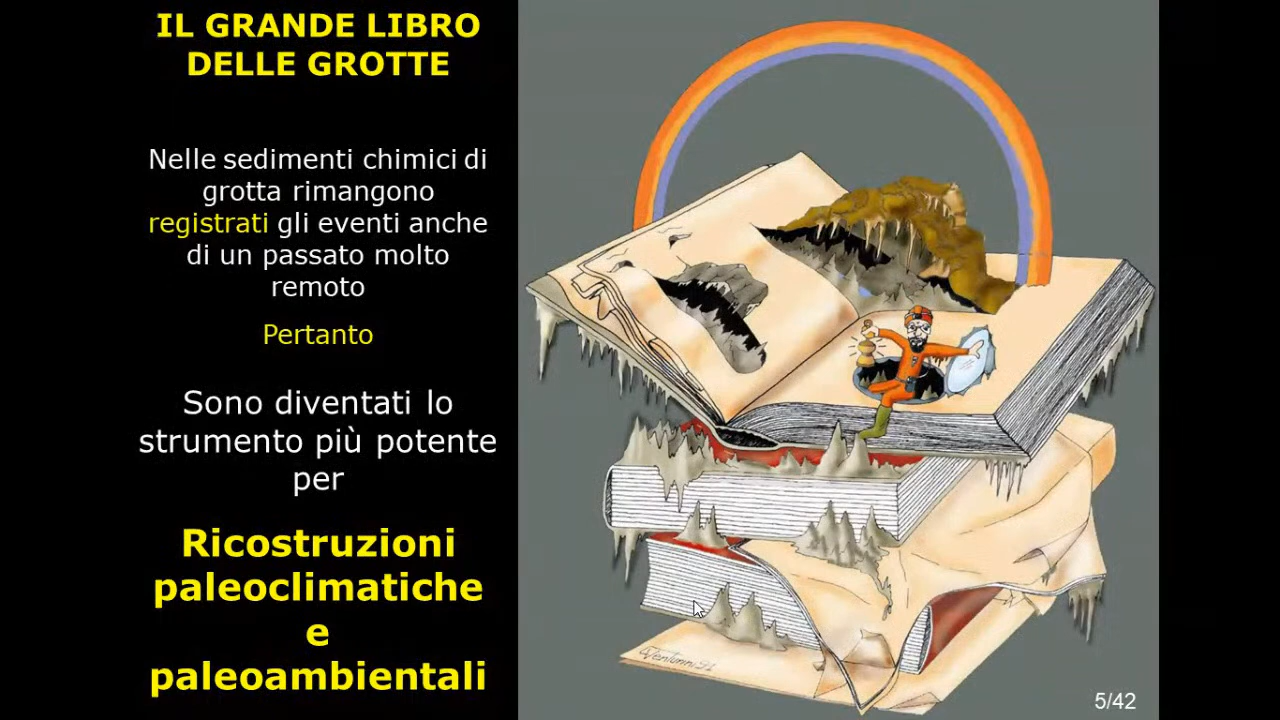 IL GRANDE LIBRO
DELLE GROTTE
Nelle sedimenti chimici di
grotta rimangono
registrati gli eventi anche
di un passato molto
remoto
Pertanto
Sono diventati lo
strumento più potente
per
Ricostruzioni
paleoclimatiche
e
paleoambientali
5/42